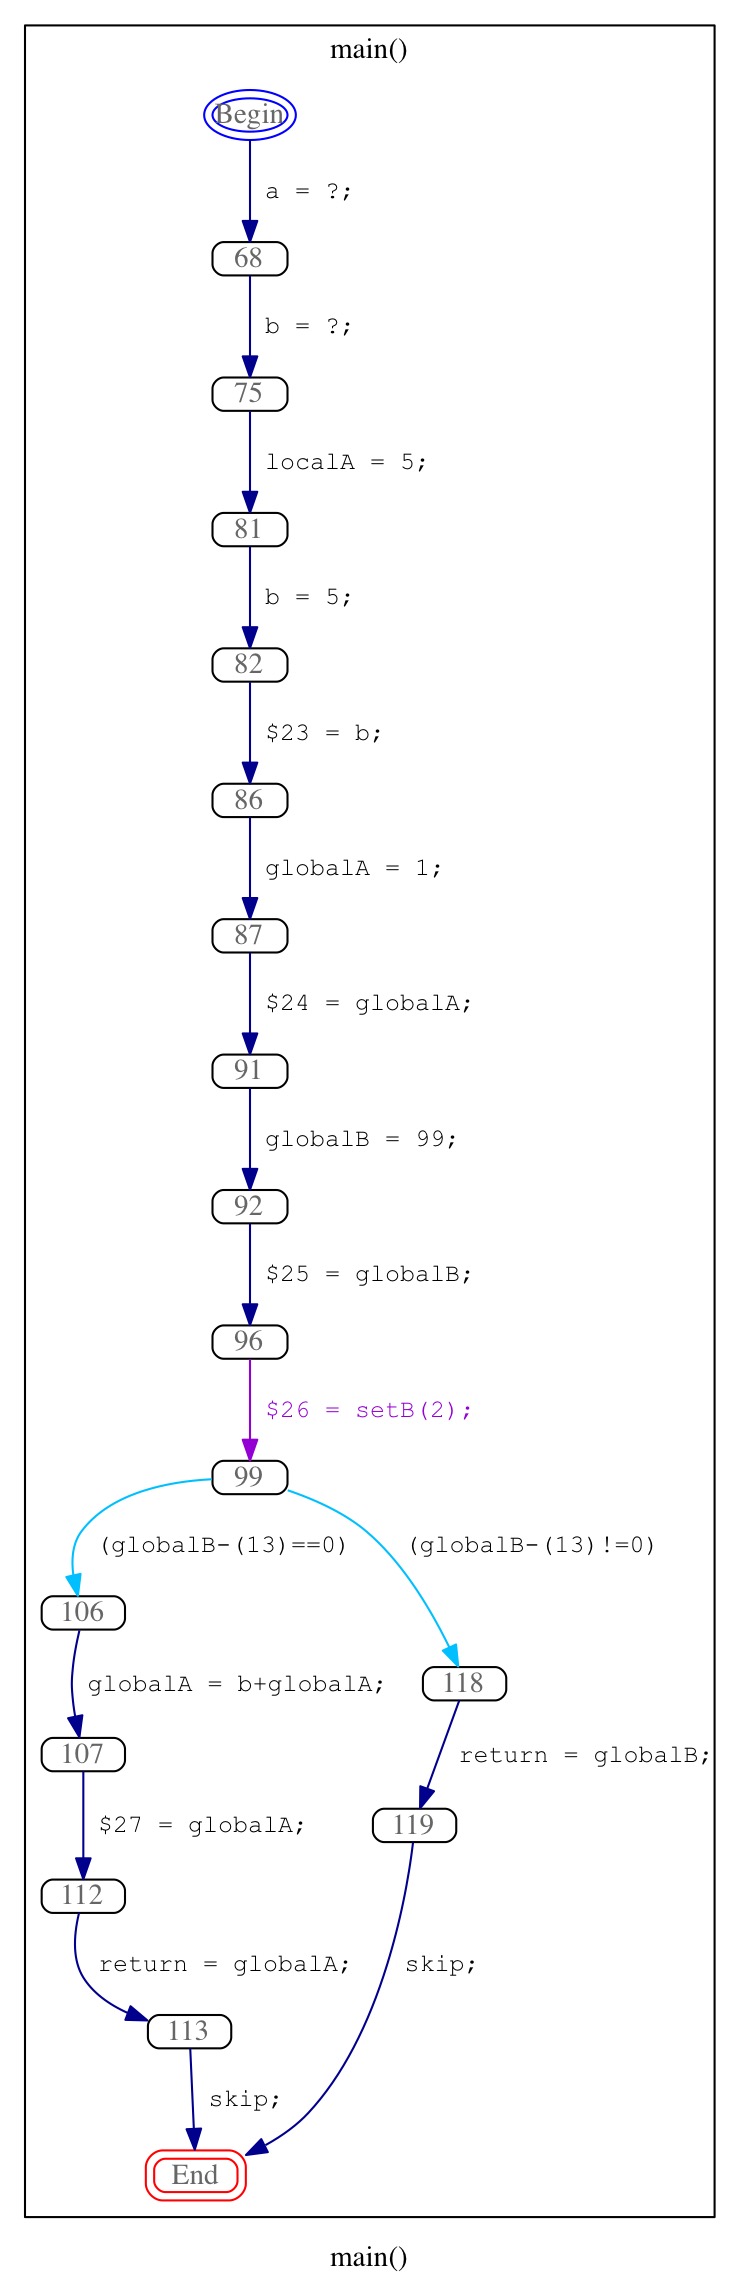 main()
Begin
a = ?;
68
b = ?;
75
localA = 5;
81
b = 5;
82
$23 = b;
86
globalA = 1;
87
$24 = globalA;
91
globalB = 99;
92
$25 = globalB;
96
$26 = setB(2);
99
(globalB-(13)==0)
(globalB-(13)!=0)
106
globalA = b+globalA;
118
107
return = globalB;
$27 = globalA;
119
112
return = globalA;
skip;
113
skip;
End
main()